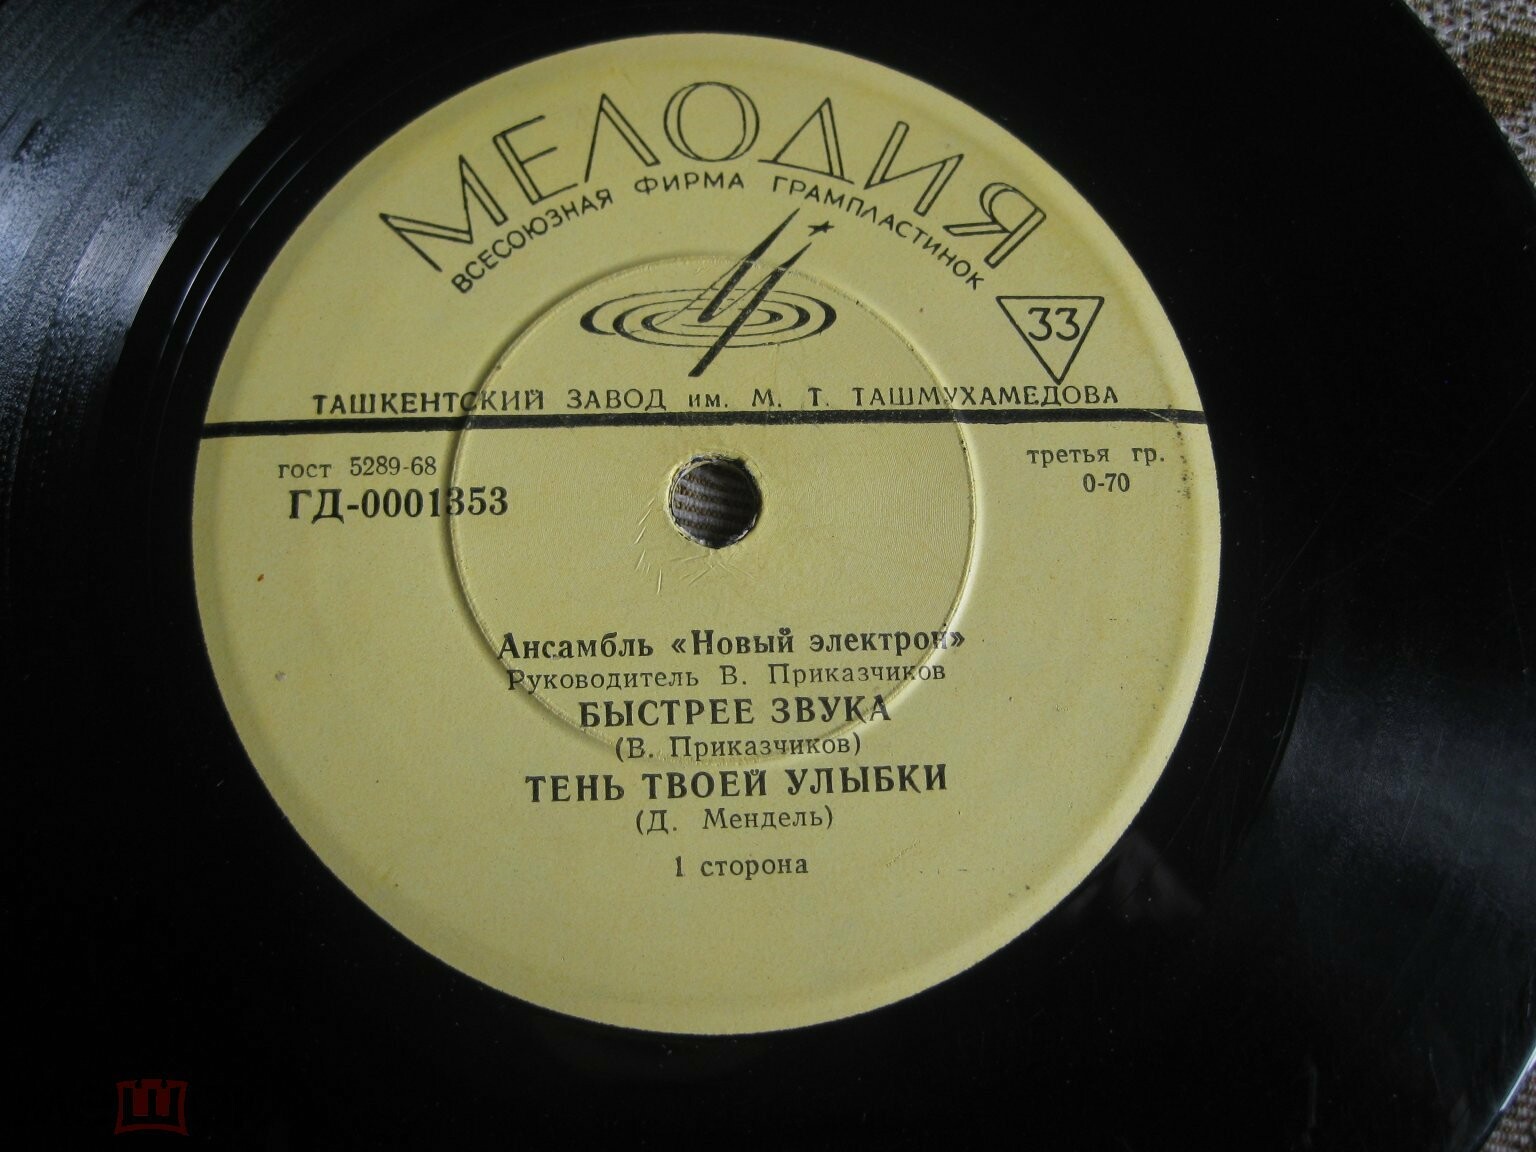 МЕЛОДИЯ
ВСЕСОЮЗНАЯ ФИРМА ГРАМПЛАСТИНОК
33
ТАШКЕНТСКИЙ ЗАВОД им. М. Т. ТАШМУХАМЕДОВА
гост 5289-68
третья гр.
ГД-0001353
0-70
Ансамбль «Новый электрон»
Руководитель В. Приказчиков
БЫСТРЕЕ ЗВУКА
(В. Приказчиков)
ТЕНЬ ТВОЕЙ УЛЫБКИ
(Д. Мендель)
1 сторона